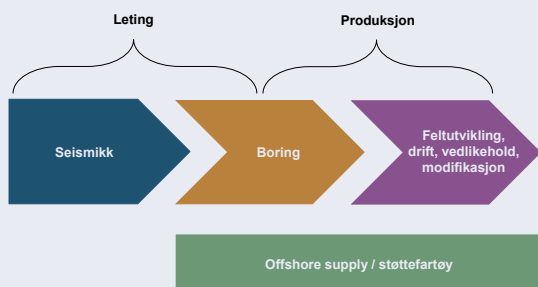 Leting
Produksjon
Seismikk
Boring
Feltutvikling,
drift, vedlikehold,
modifikasjon
Offshore supply / støttefartøy